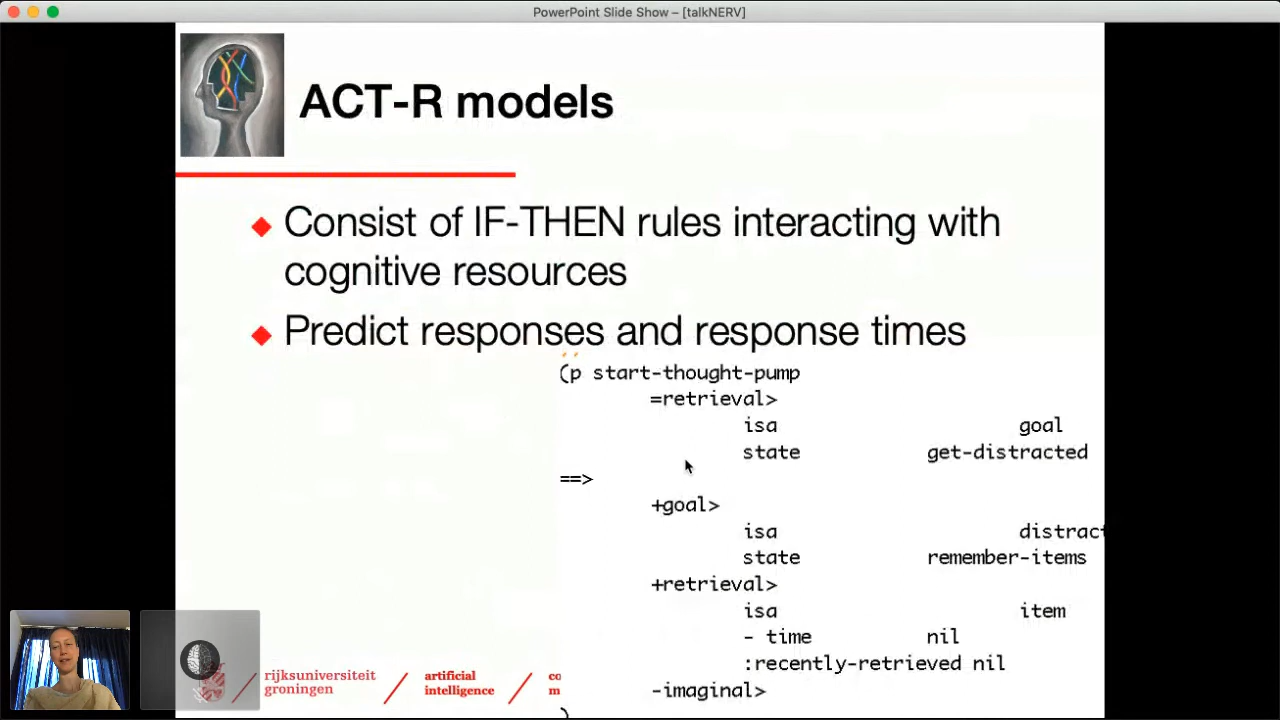 PowerPoint Slide Show – [talkNERV]
ACT-R models
Consist of IF-THEN rules interacting with
cognitive resources
Predict responses and response times
(p start-thought-pump
=retrieval>
isa goal
state get-distracted
==>
+goal>
isa distract
state remember-items
+retrieval>
isa item
- time nil
:recently-retrieved nil
-imaginal>
)
rijksuniversiteit
groningen
artificial
intelligence